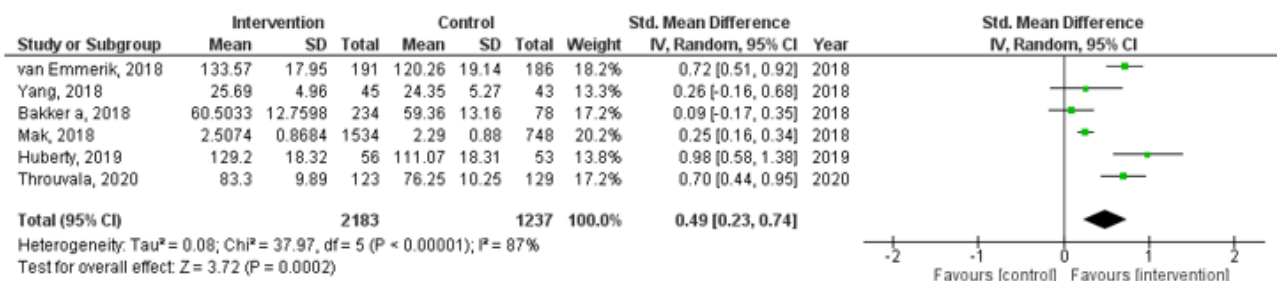 Intervention Control Std. Mean Difference Std. Mean Difference
Study or Subgroup Mean SD Total Mean SD Total Weight IV, Random, 95% CI Year IV, Random, 95% CI
van Emmerik, 2018 133.57 17.95 191 120.26 19.14 186 18.2% 0.72 [0.51, 0.92] 2018
Yang, 2018 25.69 4.96 45 24.35 5.27 43 13.3% 0.26 [-0.16, 0.68] 2018
Bakker a, 2018 60.5033 12.7598 234 59.36 13.16 78 17.2% 0.09 [-0.17, 0.35] 2018
Mak, 2018 2.5074 0.8684 1534 2.29 0.88 748 20.2% 0.25 [0.16, 0.34] 2018
Huberty, 2019 129.2 18.32 56 111.07 18.31 53 13.8% 0.98 [0.58, 1.38] 2019
Throuvala, 2020 83.3 9.89 123 76.25 10.25 129 17.2% 0.70 [0.44, 0.95] 2020
Total (95% CI) 2183 1237 100.0% 0.49 [0.23, 0.74]
Heterogeneity: Tau² = 0.08; Chi² = 37.97, df = 5 (P < 0.00001); I² = 87%
Test for overall effect: Z = 3.72 (P = 0.0002)
-2 -1 0 1 2
Favours [control] Favours [intervention]